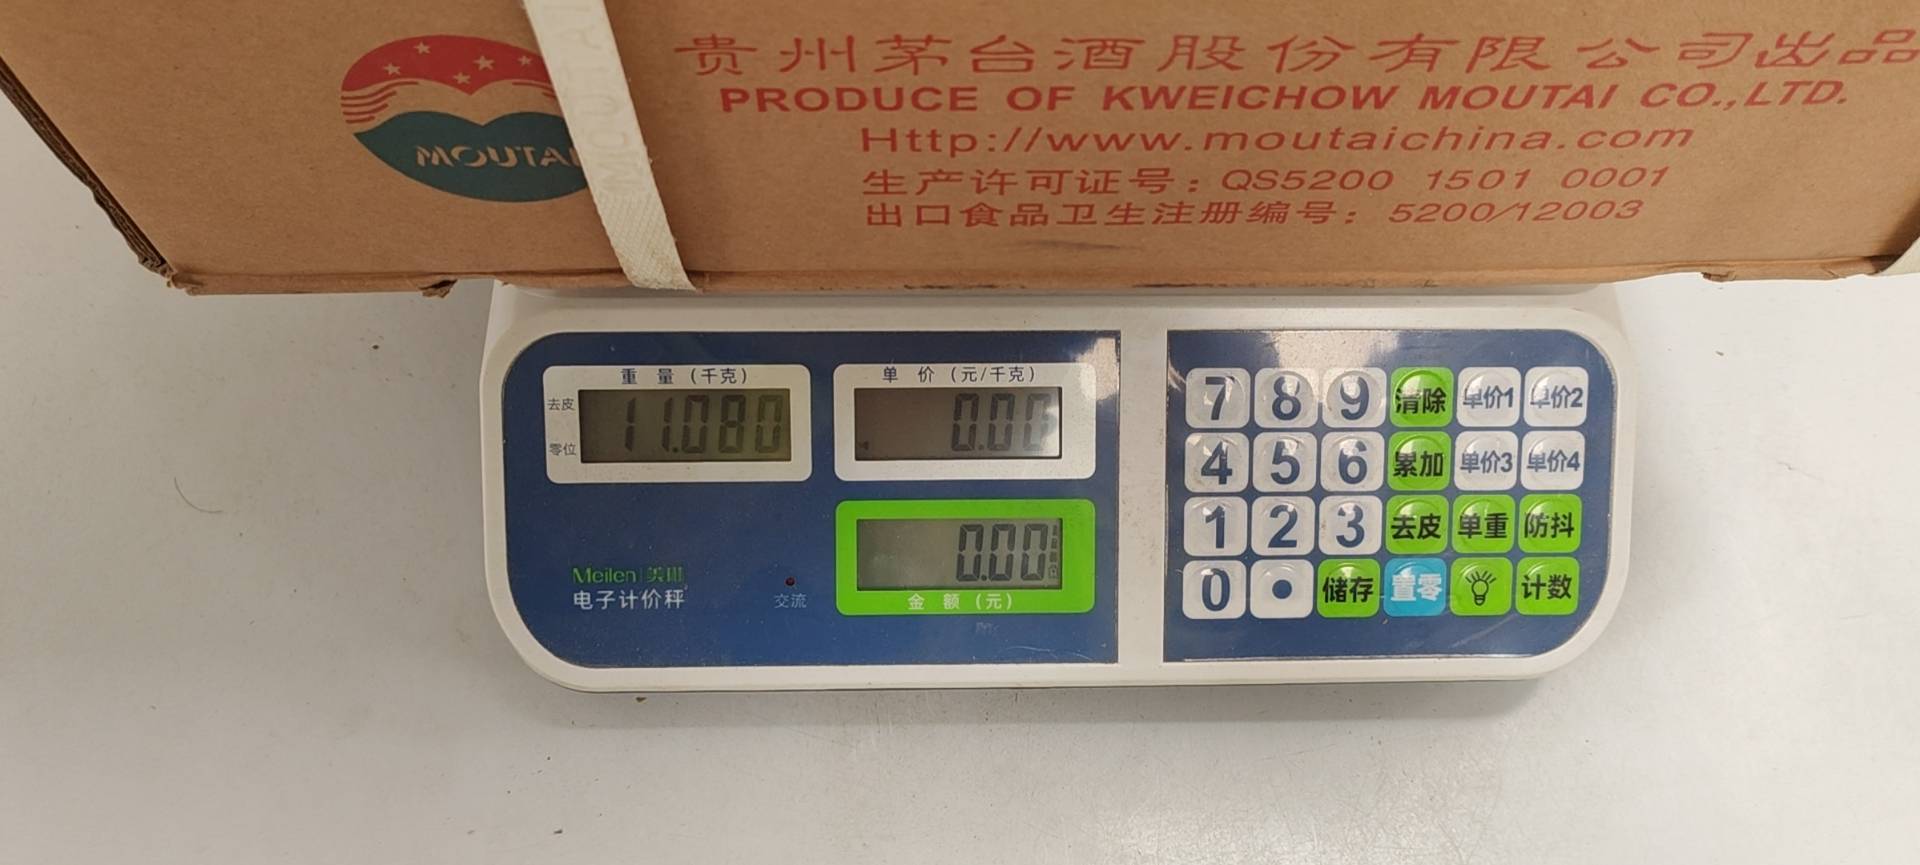 贵州茅台酒股份有限公司出品
PRODUCE OF KWEICHOW MOUTAI CO.,LTD.
Http://www.moutaichina.com
生产许可证号：QS5200 1501 0001
出口食品卫生注册编号：5200/12003
MOUTAI
MOUTAI
重量(千克)
去皮
零位
11.080
单价(元/千克)
0.00
0.00
金额(元)
Meilen 美
电子计价秤
交流
7 8 9 清除 单价1 单价2
4 5 6 累加 单价3 单价4
1 2 3 去皮 单重 防抖
0 • 储存 置零 计数